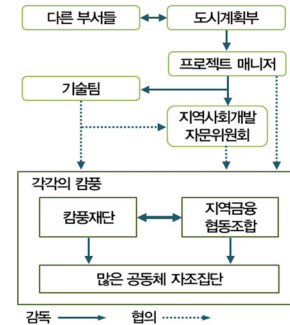 다른 부서들
도시계획부
프로젝트 매니저
기술팀
지역사회개발
자문위원회
각각의 캄풍
캄풍재단
지역금융
협동조합
많은 공동체 자조집단
감독
협의